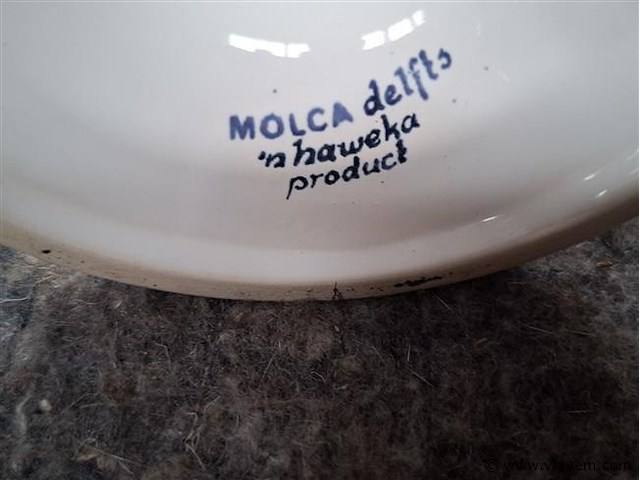 MOLCA delfts
'n haweka
product